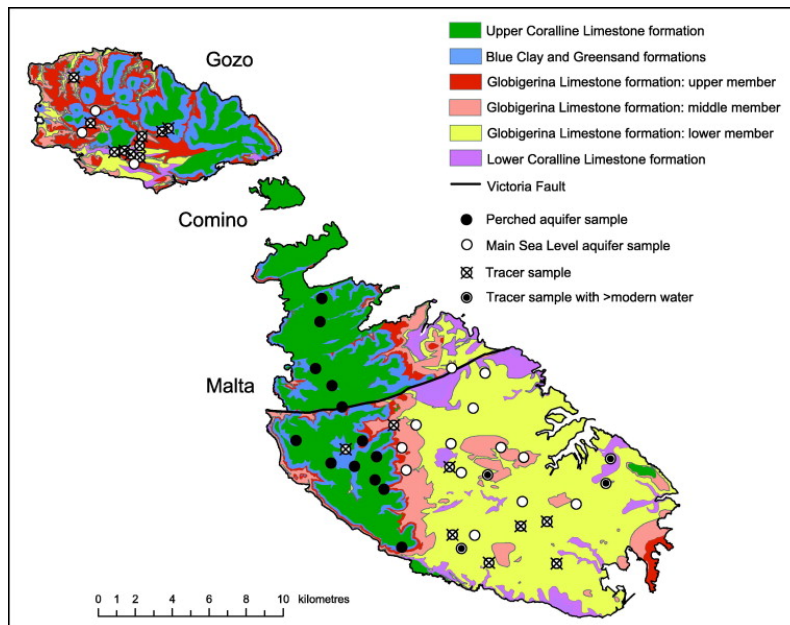 Gozo
Comino
Malta
Upper Coralline Limestone formation
Blue Clay and Greensand formations
Globigerina Limestone formation: upper member
Globigerina Limestone formation: middle member
Globigerina Limestone formation: lower member
Lower Coralline Limestone formation
Victoria Fault
Perched aquifer sample
Main Sea Level aquifer sample
Tracer sample
Tracer sample with >modern water
0 1 2 4 6 8 10 kilometres